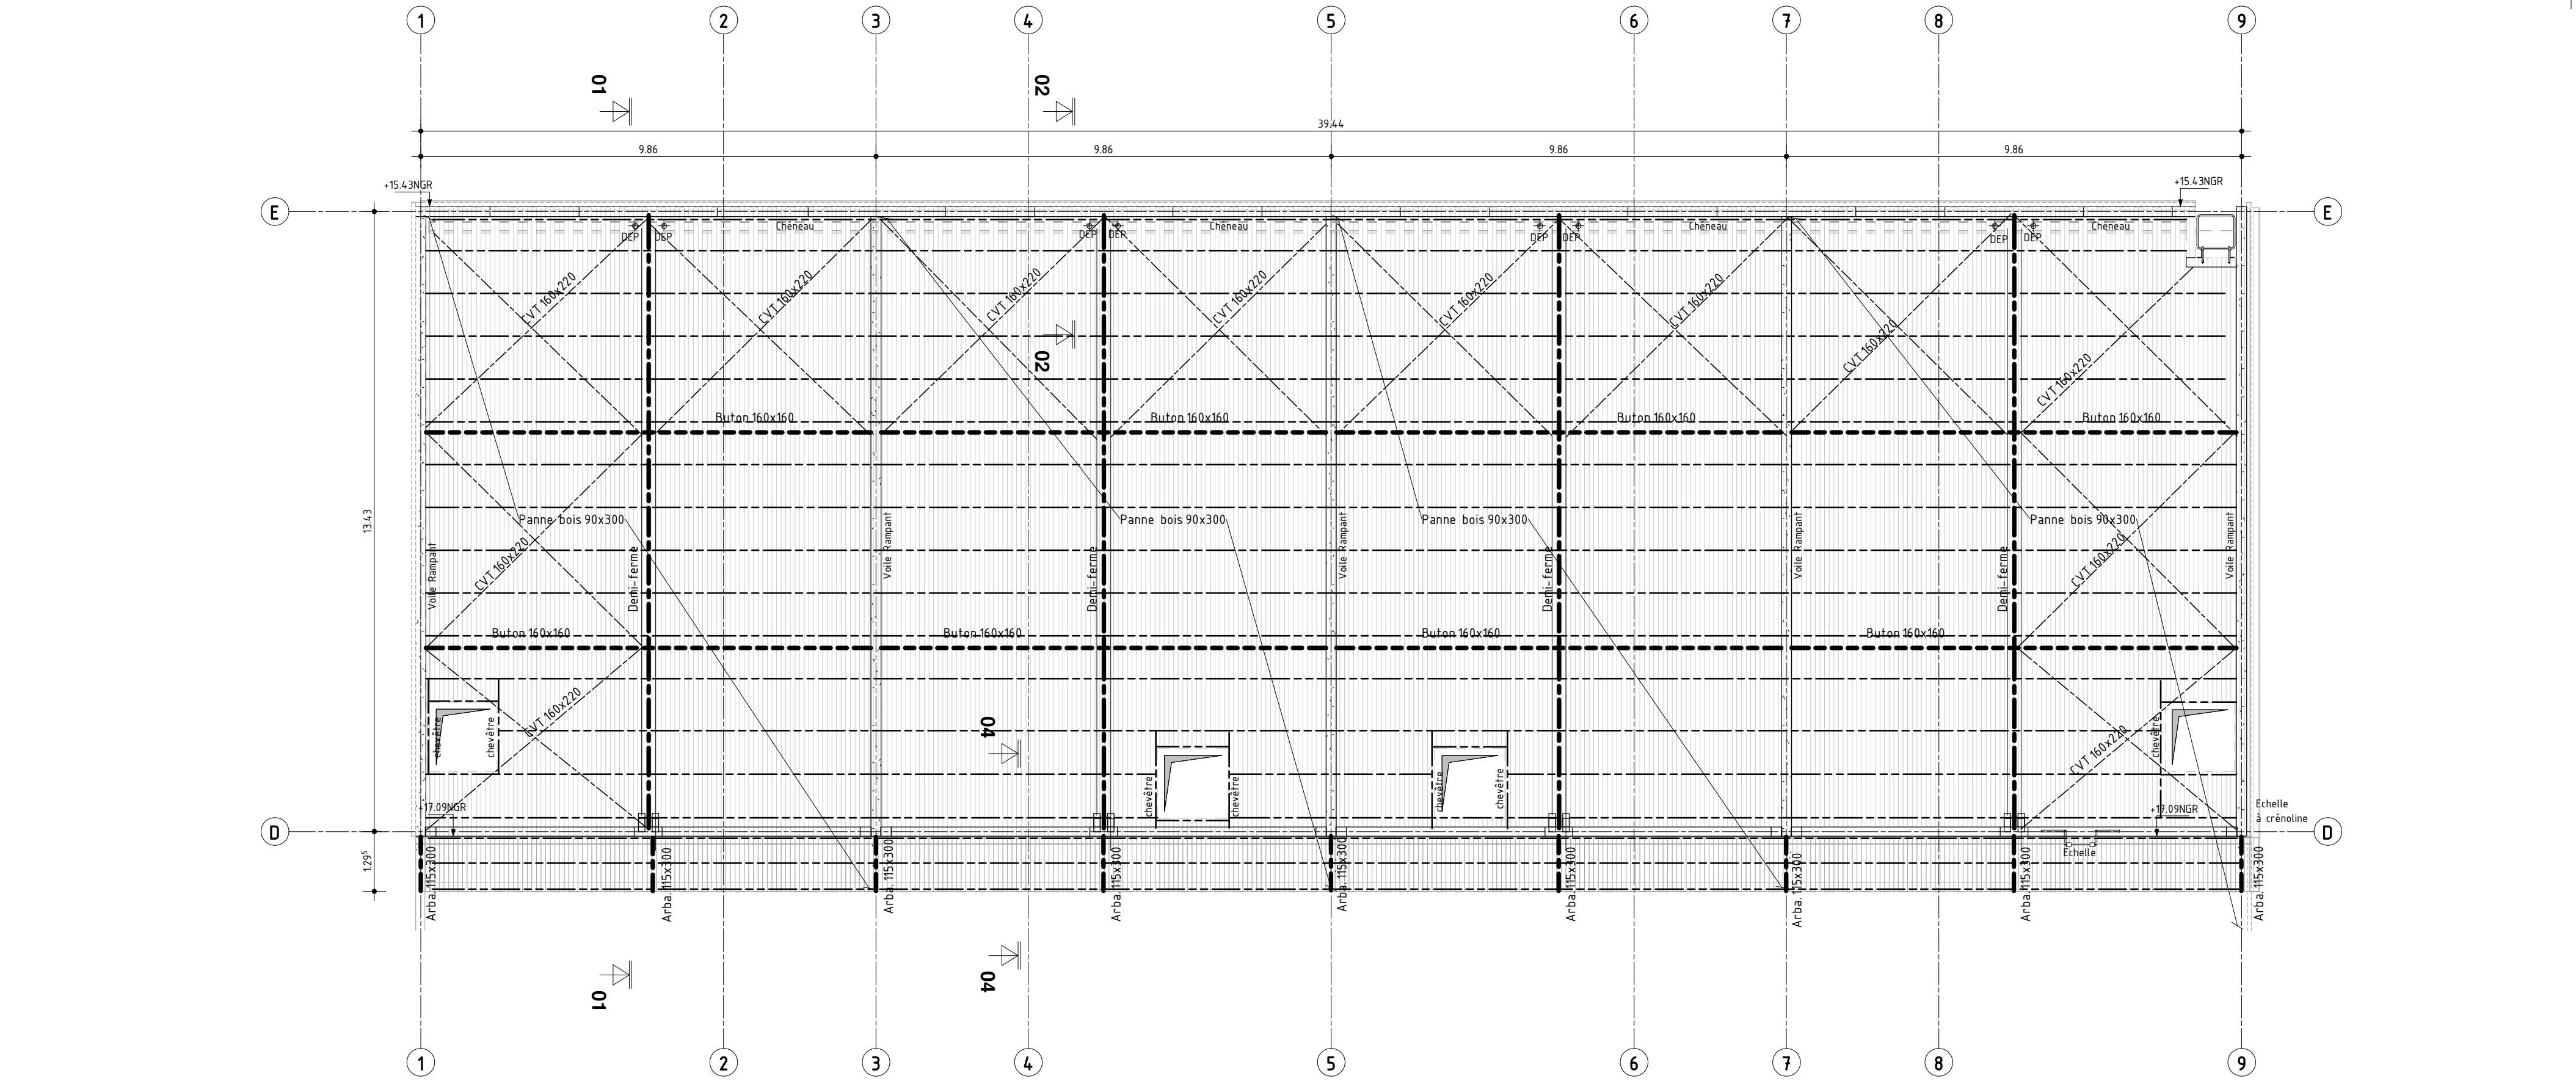 1 2 3 4 5 6 7 8 9
01 02
39.44
9.86 9.86 9.86 9.86
+15.43NGR +15.43NGR
E E
DEP DEP Chéneau DEP DEP Chéneau DEP DEP Chéneau DEP DEP Chéneau
CVT 160x220 CVT 160x220 CVT 160x220 CVT 160x220 CVT 160x220 CVT 160x220 CVT 160x220 CVT 160x220
02
Buton 160x160 Buton 160x160 Buton 160x160 Buton 160x160
13.43
Panne bois 90x300 Panne bois 90x300 Panne bois 90x300 Panne bois 90x300
Voile Rampant Voile Rampant Voile Rampant Voile Rampant Voile Rampant
CVT 160x220 CVT 160x220
Demi-ferme Demi-ferme Demi-ferme Demi-ferme
Buton 160x160 Buton 160x160 Buton 160x160 Buton 160x160
CVT 160x220 CVT 160x220
04
chevêtre chevêtre chevêtre chevêtre chevêtre chevêtre chevêtre
+17.09NGR +17.09NGR
Echelle
à crénoline
D D
Echelle
1.29⁵
Arba. 115x300 Arba. 115x300 Arba. 115x300 Arba. 115x300 Arba. 115x300 Arba. 115x300 Arba. 115x300 Arba. 115x300 Arba. 115x300
01 04
1 2 3 4 5 6 7 8 9